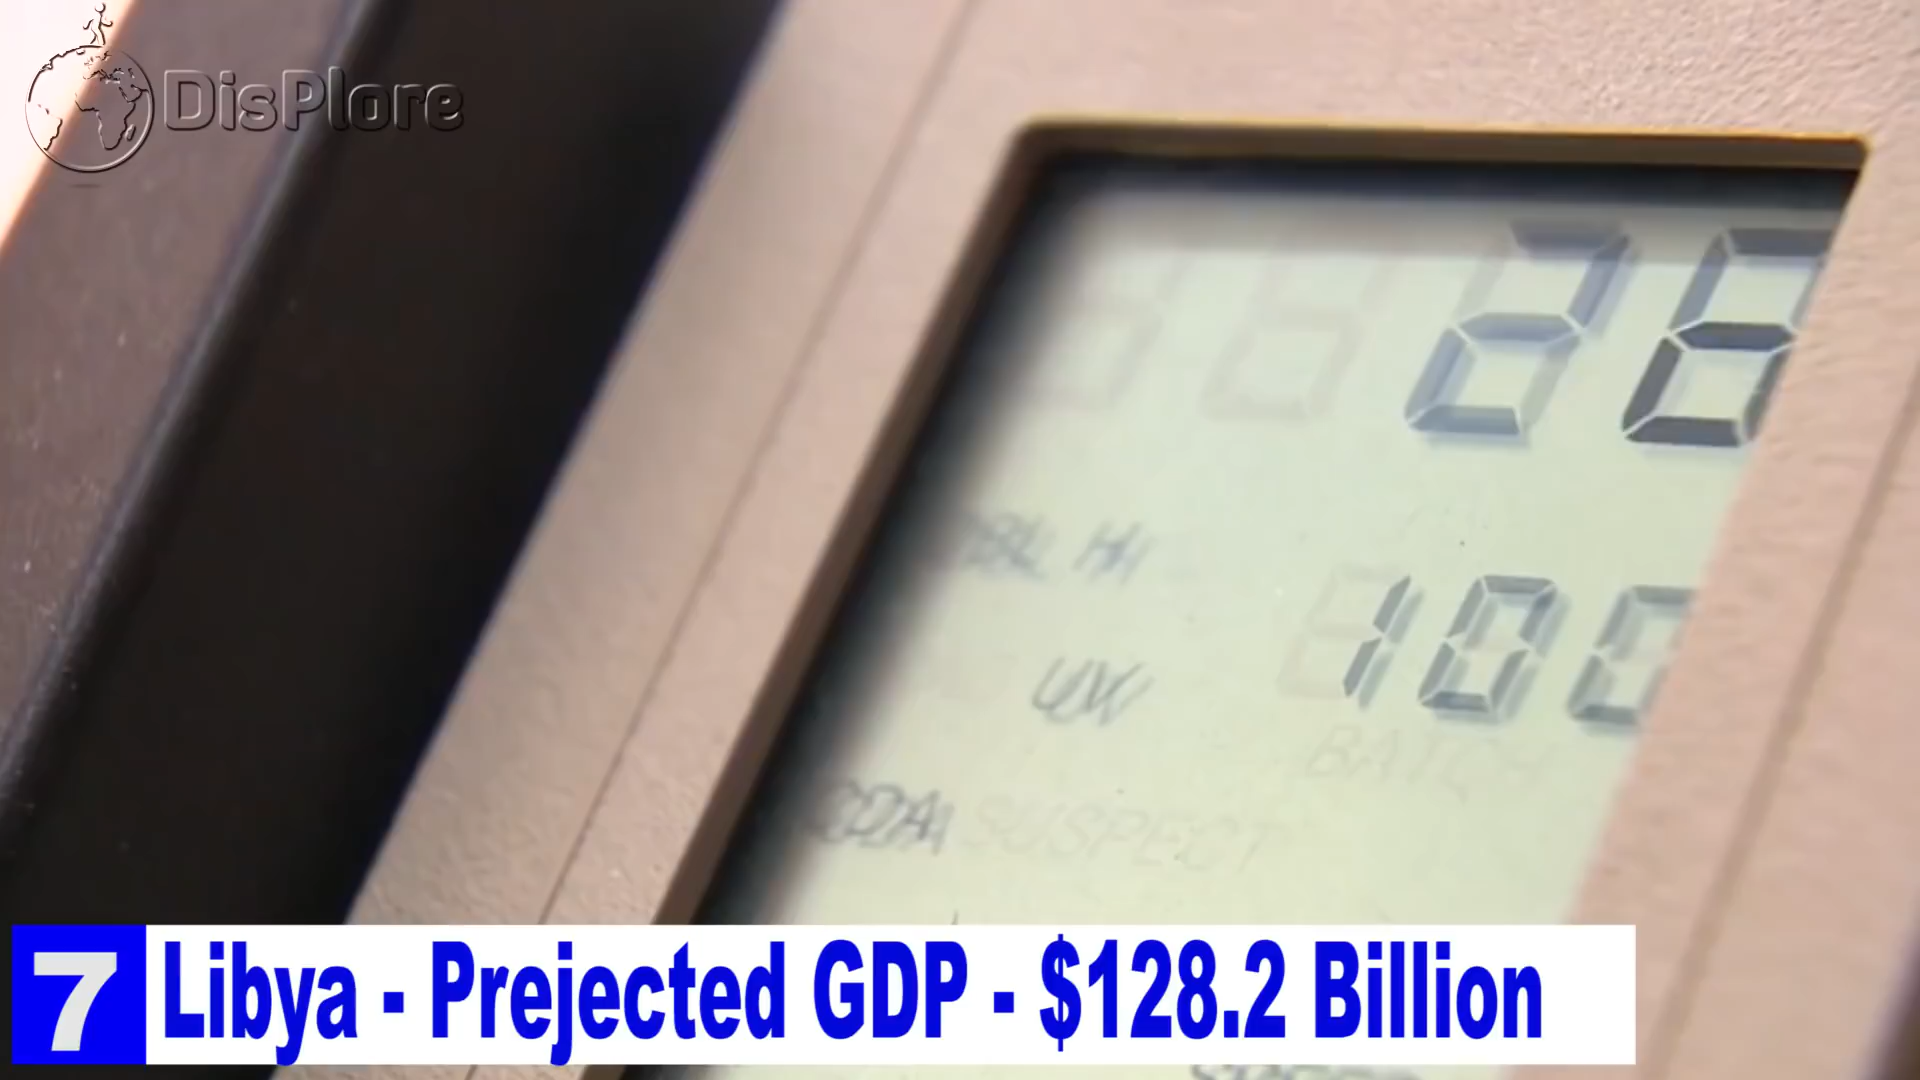 DisPlore
26
100
UV
BATCH
SUSPECT
7 Libya - Prejected GDP - $128.2 Billion